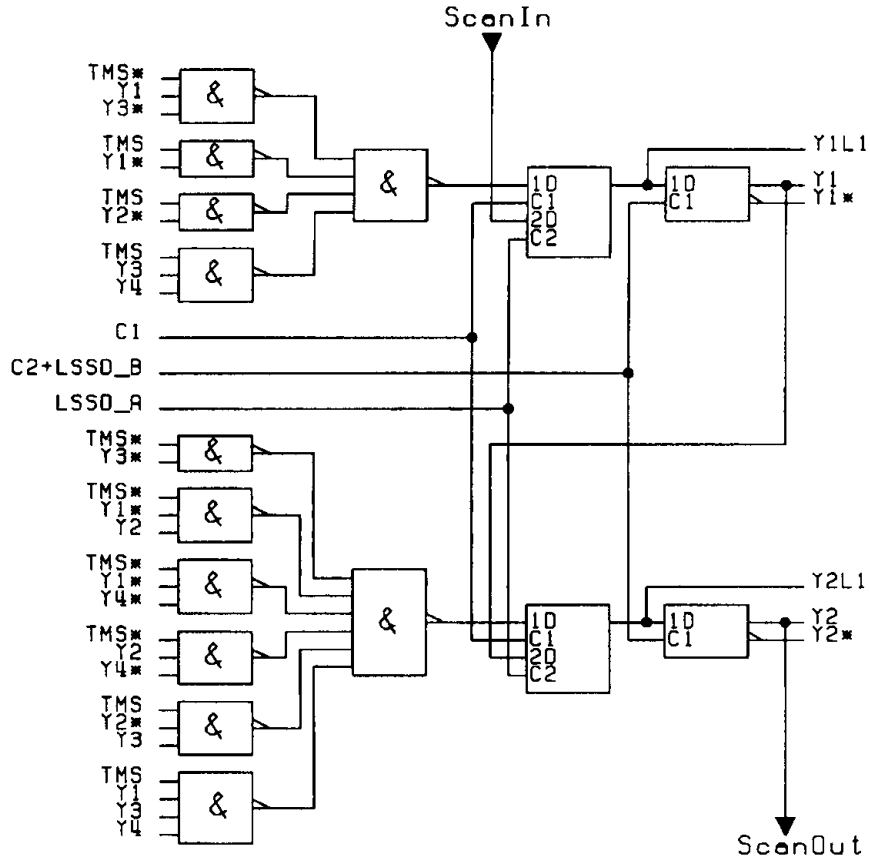 ScanIn
TMS*
Y1
Y3*
&
TMS
Y1*
&
TMS
Y2*
&
TMS
Y3
Y4
&
&
1D
C1
2D
C2
Y1L1
1D
C1
Y1
Y1*
C1
C2+LSSD_B
LSSD_A
TMS*
Y3*
&
TMS*
Y1*
Y2
&
TMS*
Y1*
Y4*
&
TMS*
Y2
Y4*
&
TMS
Y2*
Y3
&
TMS
Y1
Y3
Y4
&
&
1D
C1
2D
C2
Y2L1
1D
C1
Y2
Y2*
ScanOut